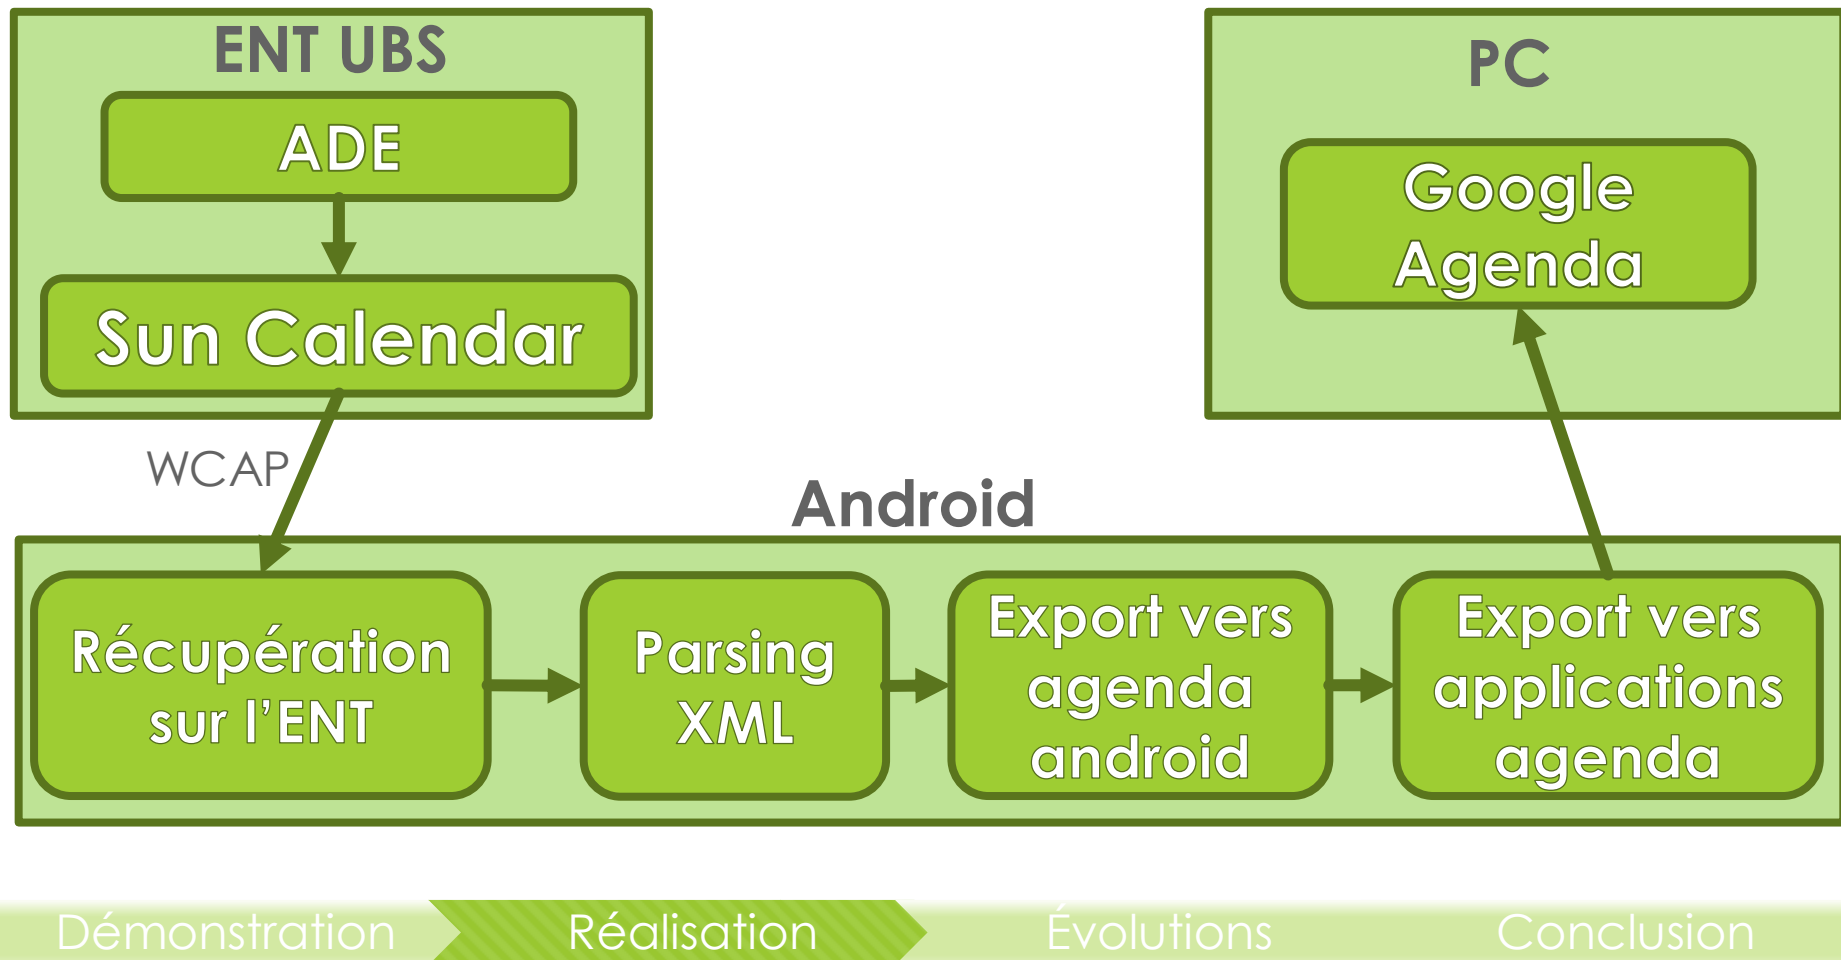 ENT UBS
ADE
Sun Calendar
PC
Google
Agenda
WCAP
Android
Récupération
sur l’ENT
Parsing
XML
Export vers
agenda
android
Export vers
applications
agenda
Démonstration
Réalisation
Évolutions
Conclusion